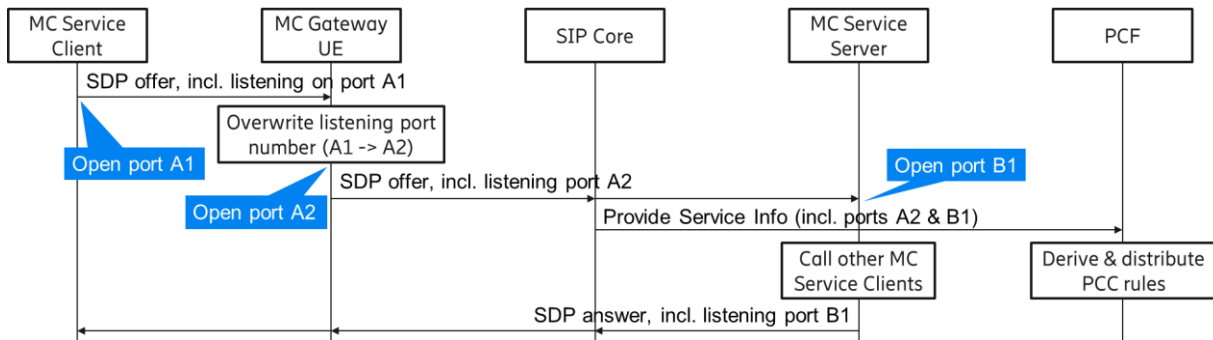 MC Service
Client
MC Gateway
UE
SIP Core
MC Service
Server
PCF
SDP offer, incl. listening on port A1
Overwrite listening port
number (A1 -> A2)
Open port A1
SDP offer, incl. listening port A2
Open port B1
Open port A2
Provide Service Info (incl. ports A2 & B1)
Call other MC
Service Clients
Derive & distribute
PCC rules
SDP answer, incl. listening port B1